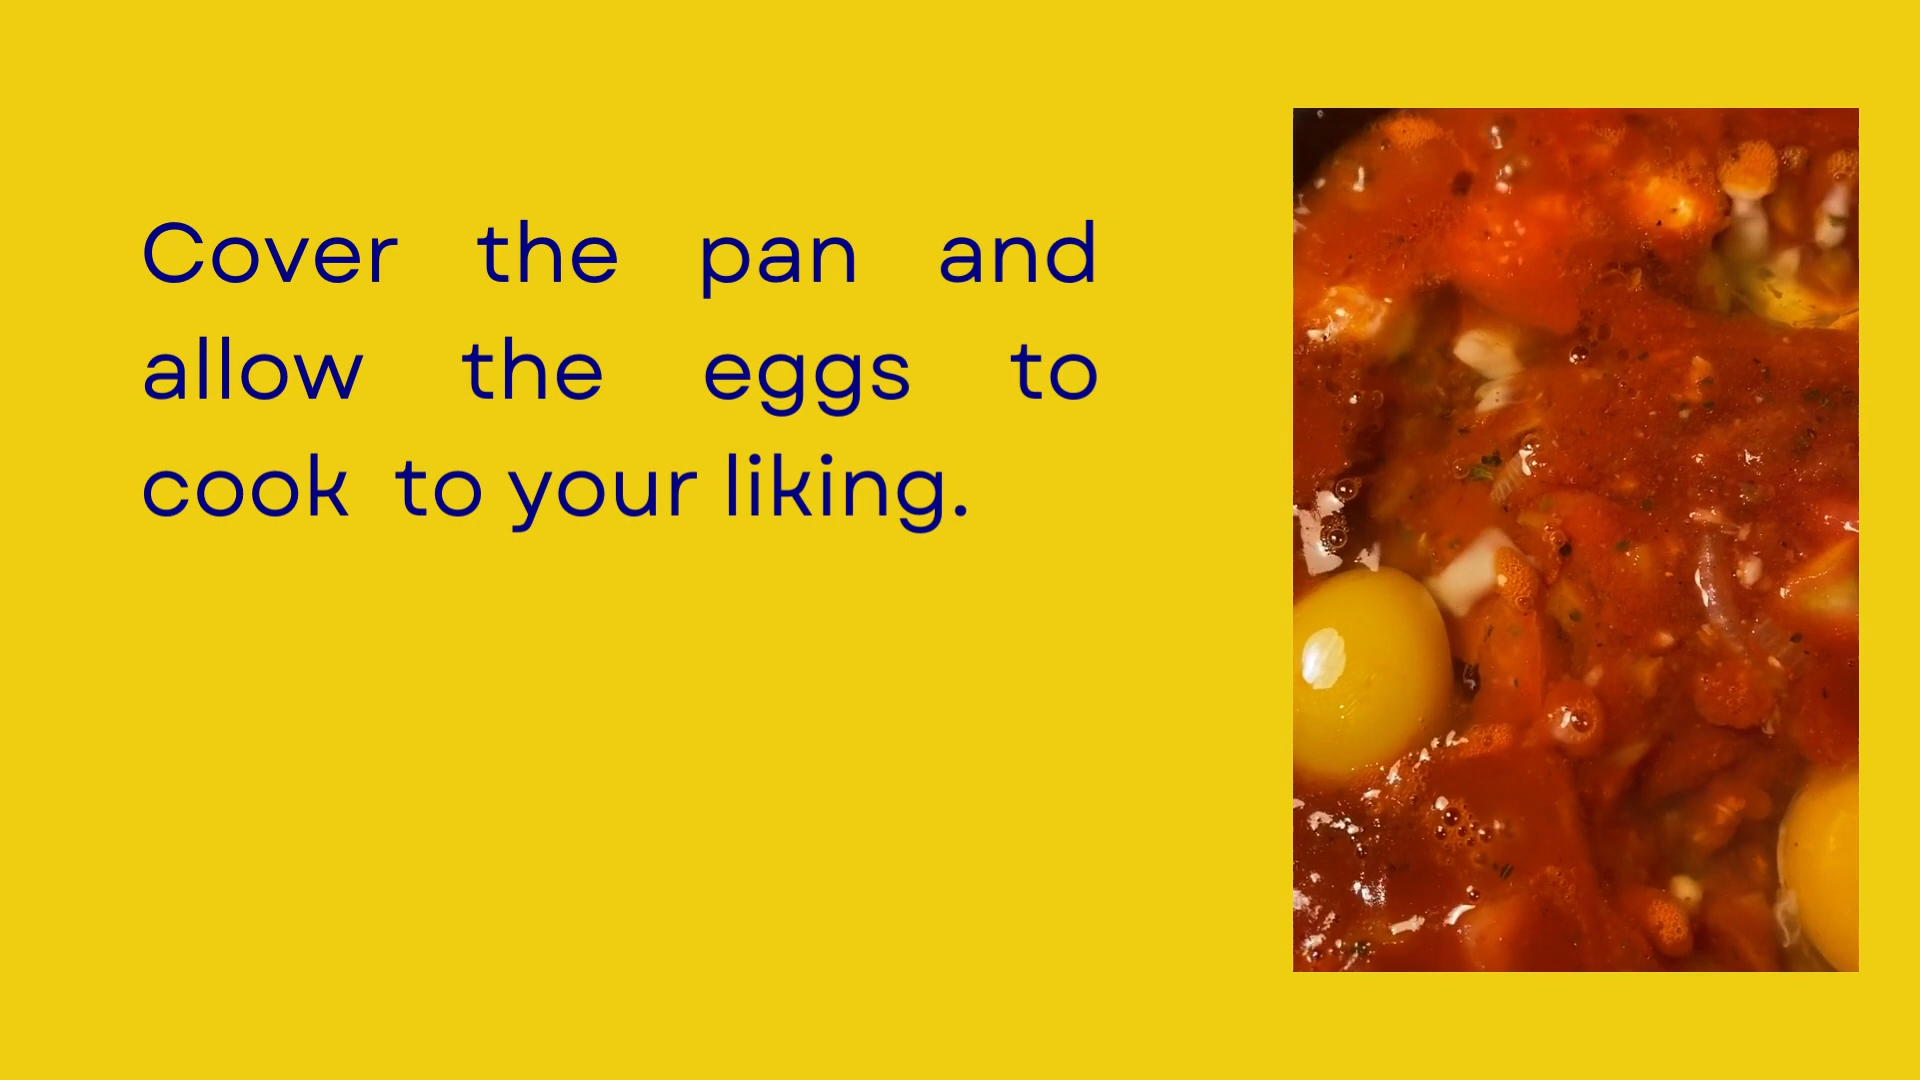 Cover the pan and
allow the eggs to
cook to your liking.